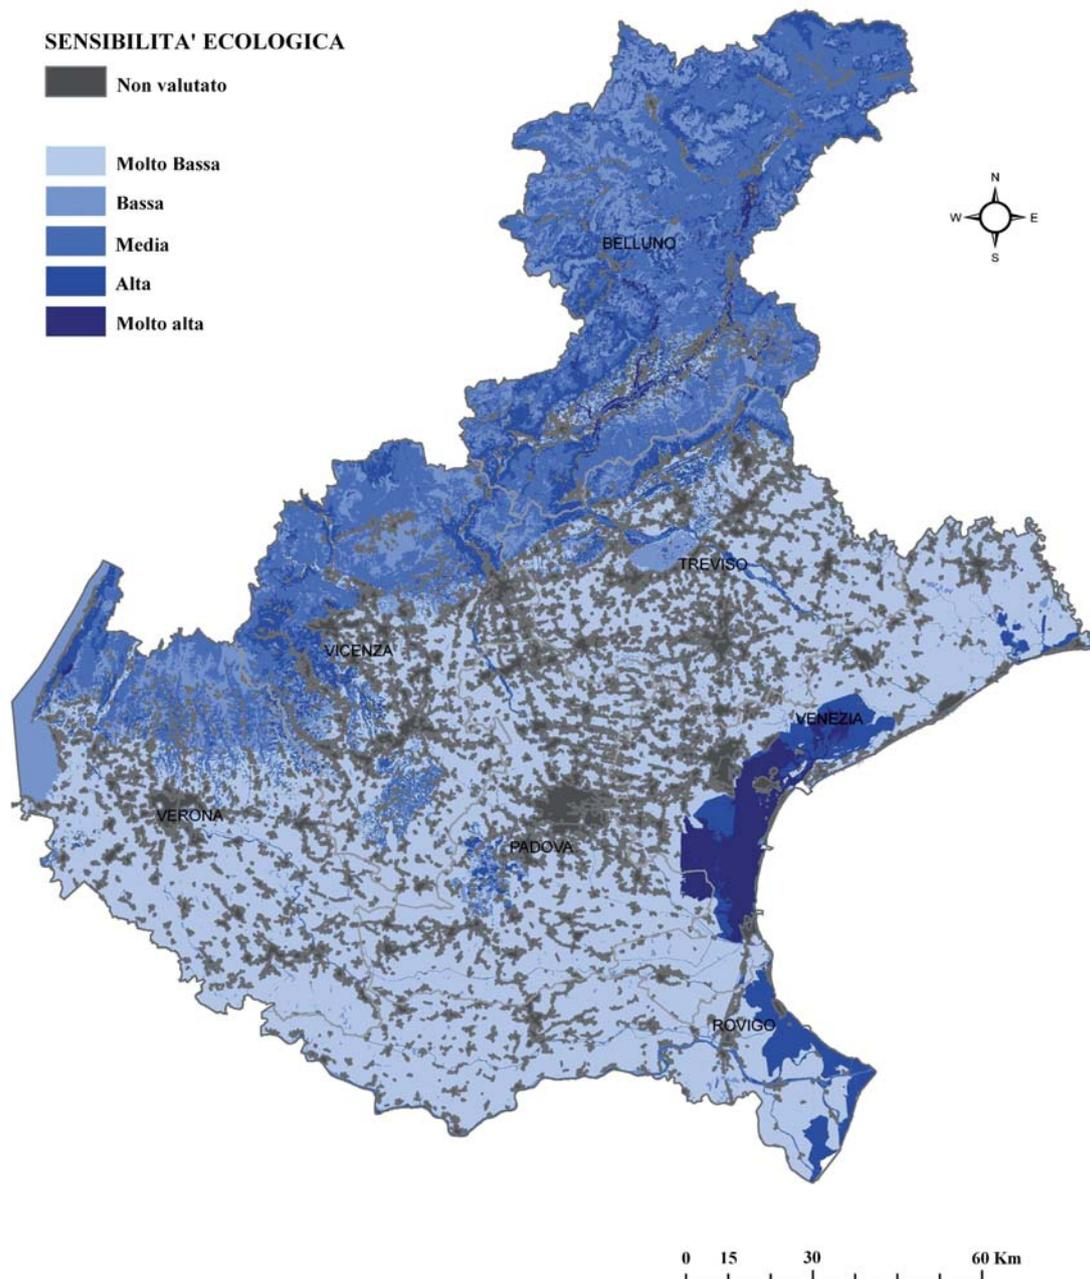 SENSIBILITA' ECOLOGICA
Non valutato
Molto Bassa
Bassa
Media
Alta
Molto alta
N
W E
S
BELLUNO
TREVISO
VICENZA
VENEZIA
VERONA
PADOVA
ROVIGO
0 15 30 60 Km